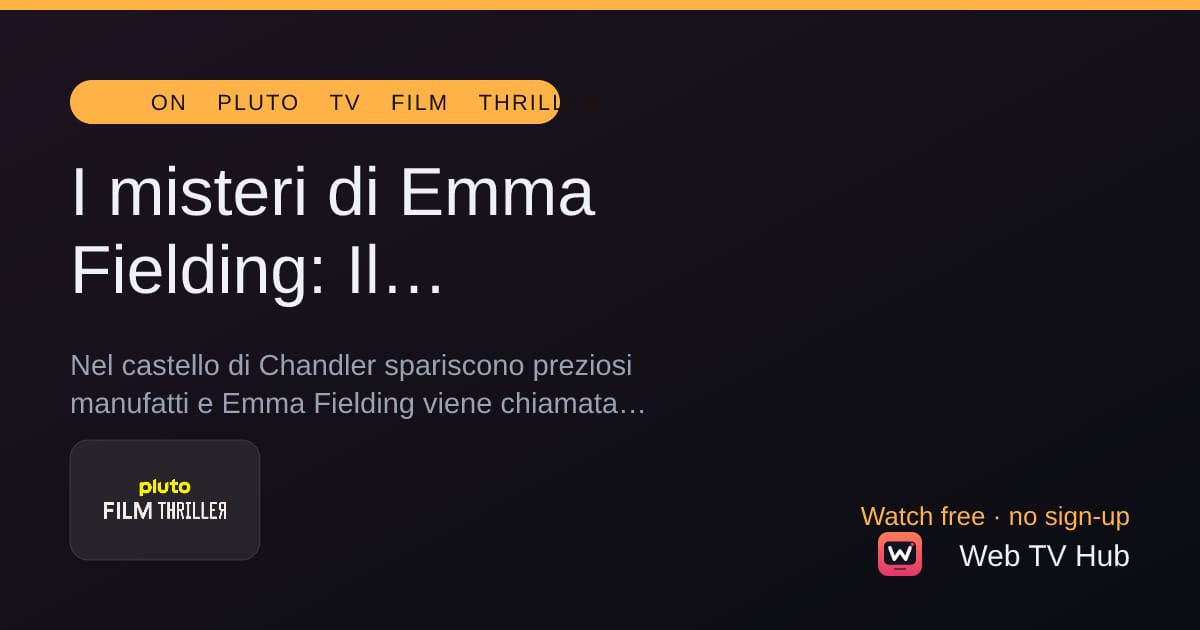 ON PLUTO TV FILM THRILLER
I misteri di Emma
Fielding: Il…
Nel castello di Chandler spariscono preziosi
manufatti e Emma Fielding viene chiamata…
pluto
FILM THRILLER
Watch free · no sign-up
W
Web TV Hub